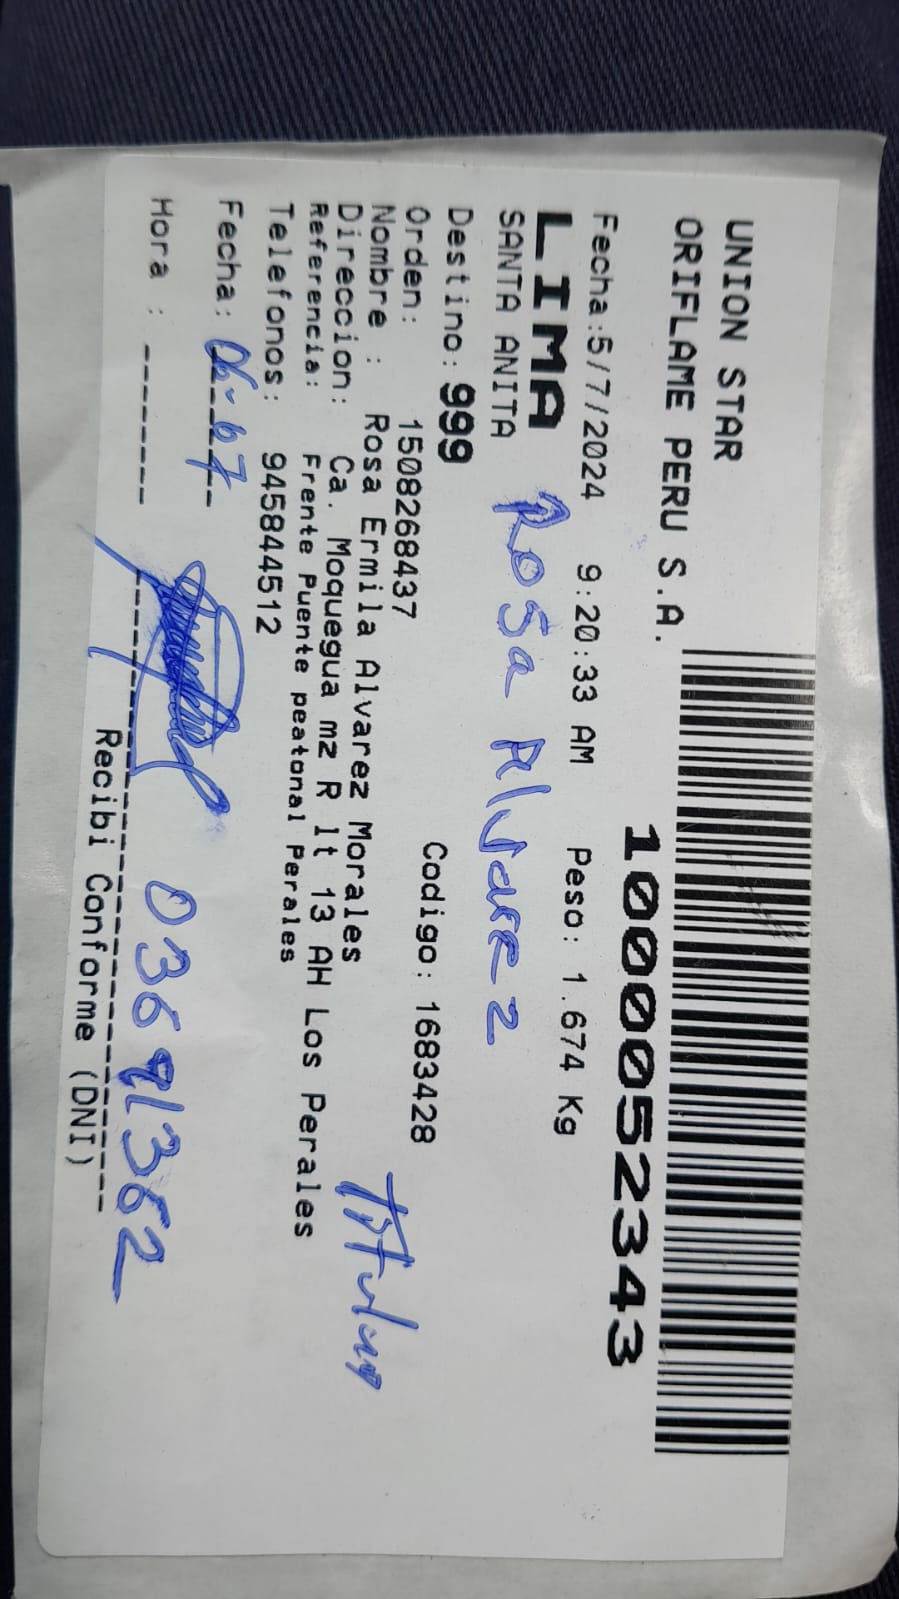 UNION STAR
ORIFLAME PERU S.A.
1000052343
Fecha:5/7/2024 9:20:33 AM Peso: 1.674 Kg
LIMA
SANTA ANITA Rosa Alvarez
Destino: 999
Orden: 1508268437 Codigo: 1683428
Nombre : Rosa Ermila Alvarez Morales
Titular
Direccion: Ca. Moquegua mz R lt 13 AH Los Perales
Referencia: Frente Puente peatonal Perales
Telefonos: 945844512
Fecha: 06-07
03691362
Hora :
Recibi Conforme (DNI)